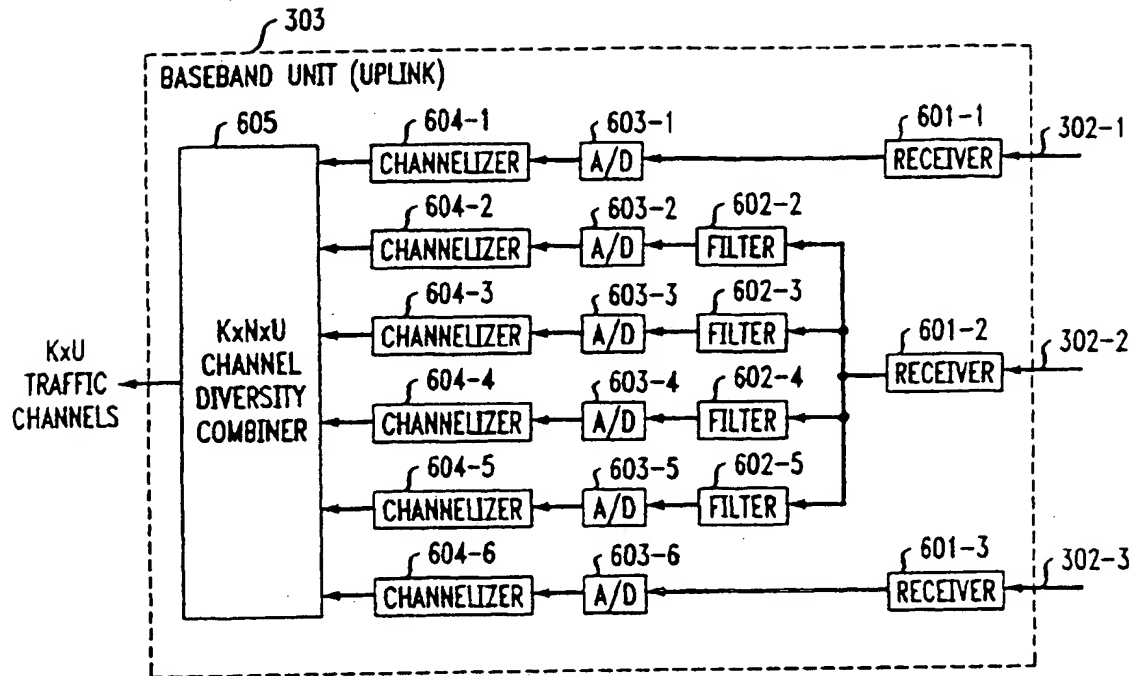 303
BASEBAND UNIT (UPLINK)
605
604-1
603-1
601-1
302-1
CHANNELIZER
A/D
RECEIVER
604-2
603-2
602-2
CHANNELIZER
A/D
FILTER
604-3
603-3
602-3
CHANNELIZER
A/D
FILTER
601-2
302-2
RECEIVER
KxU
TRAFFIC
CHANNELS
KxNxU
CHANNEL
DIVERSITY
COMBINER
604-4
603-4
602-4
CHANNELIZER
A/D
FILTER
604-5
603-5
602-5
CHANNELIZER
A/D
FILTER
604-6
603-6
601-3
302-3
CHANNELIZER
A/D
RECEIVER